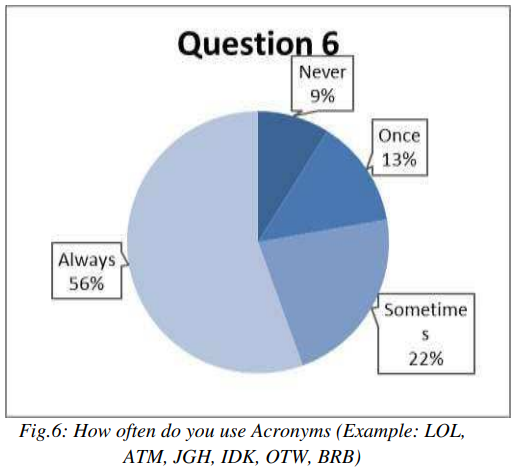 Question 6
Never
9%
Once
13%
Always
56%
Sometime
s
22%
Fig.6: How often do you use Acronyms (Example: LOL,
ATM, JGH, IDK, OTW, BRB)